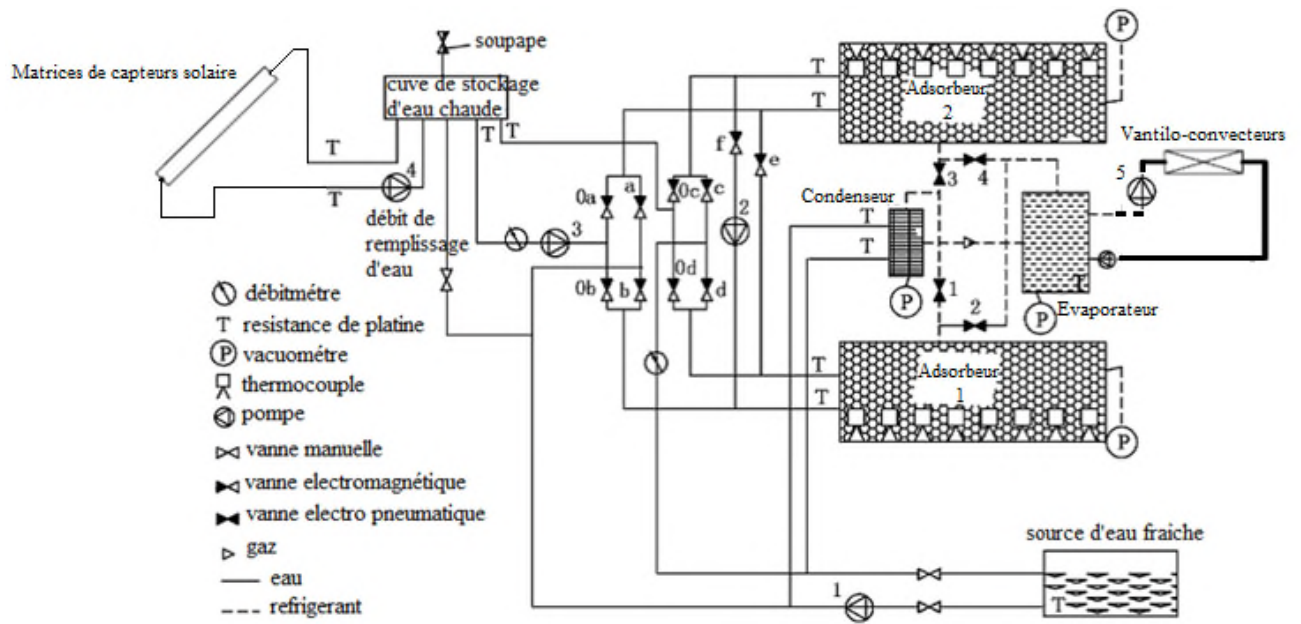 Matrices de capteurs solaire
soupape
cuve de stockage
d'eau chaude
T
T
T
T
4
débit de
remplissage
d'eau
3
0a
a
0b
b
0c
c
0d
d
f
e
2
T
T
Adsorbeur
2
P
Vantilo-convecteurs
5
3
4
Condenseur
T
T
P
1
2
T
P
Evaporateur
T
T
Adsorbeur
1
P
débitmétre
T resistance de platine
P vacuométre
thermocouple
pompe
vanne manuelle
vanne electromagnétique
vanne electro pneumatique
gaz
eau
refrigerant
source d'eau fraiche
1
T